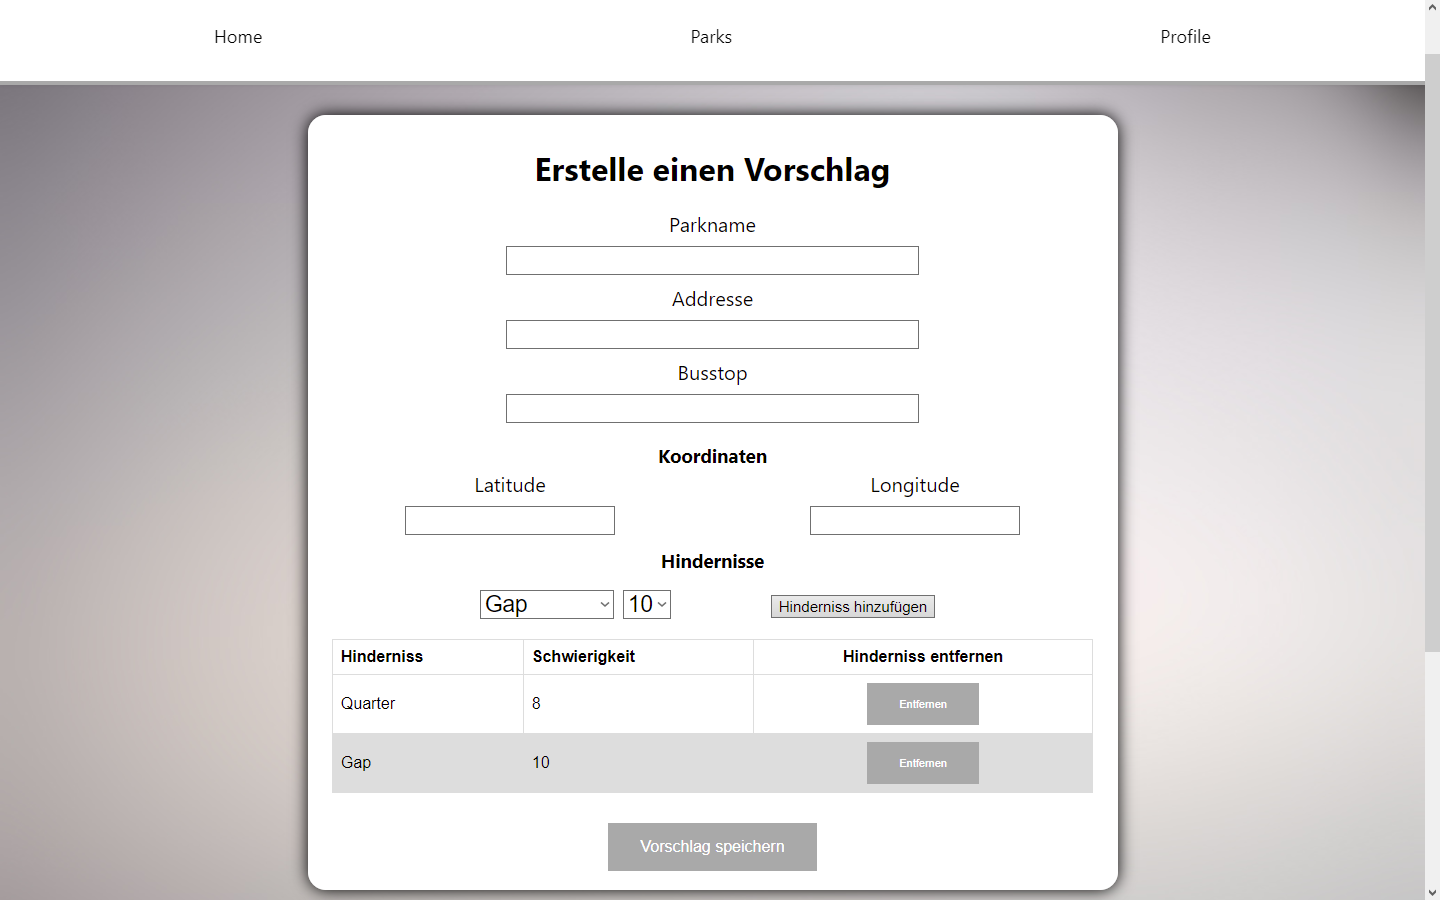 Home Parks Profile
Erstelle einen Vorschlag
Parkname
Addresse
Busstop
Koordinaten
Latitude Longitude
Hindernisse
Gap 10 Hinderniss hinzufügen
Hinderniss Schwierigkeit Hinderniss entfernen
Quarter 8 Entfernen
Gap 10 Entfernen
Vorschlag speichern